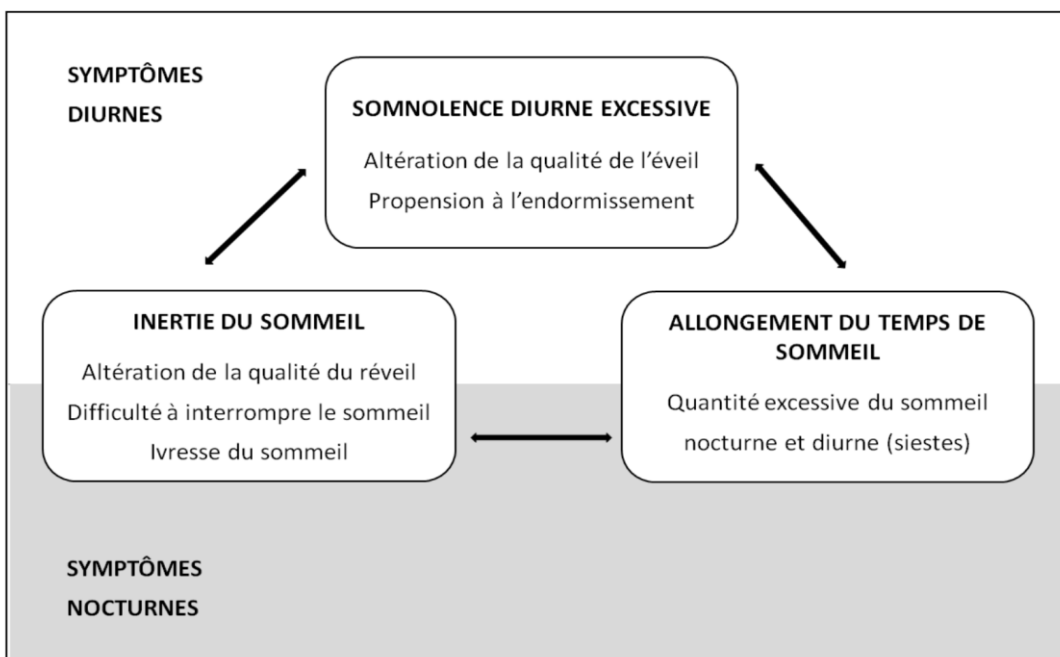 SYMPTÔMES
DIURNES
SOMNOLENCE DIURNE EXCESSIVE
Altération de la qualité de l’éveil
Propension à l’endormissement
INERTIE DU SOMMEIL
Altération de la qualité du réveil
Difficulté à interrompre le sommeil
Ivresse du sommeil
ALLONGEMENT DU TEMPS DE
SOMMEIL
Quantité excessive du sommeil
nocturne et diurne (siestes)
SYMPTÔMES
NOCTURNES